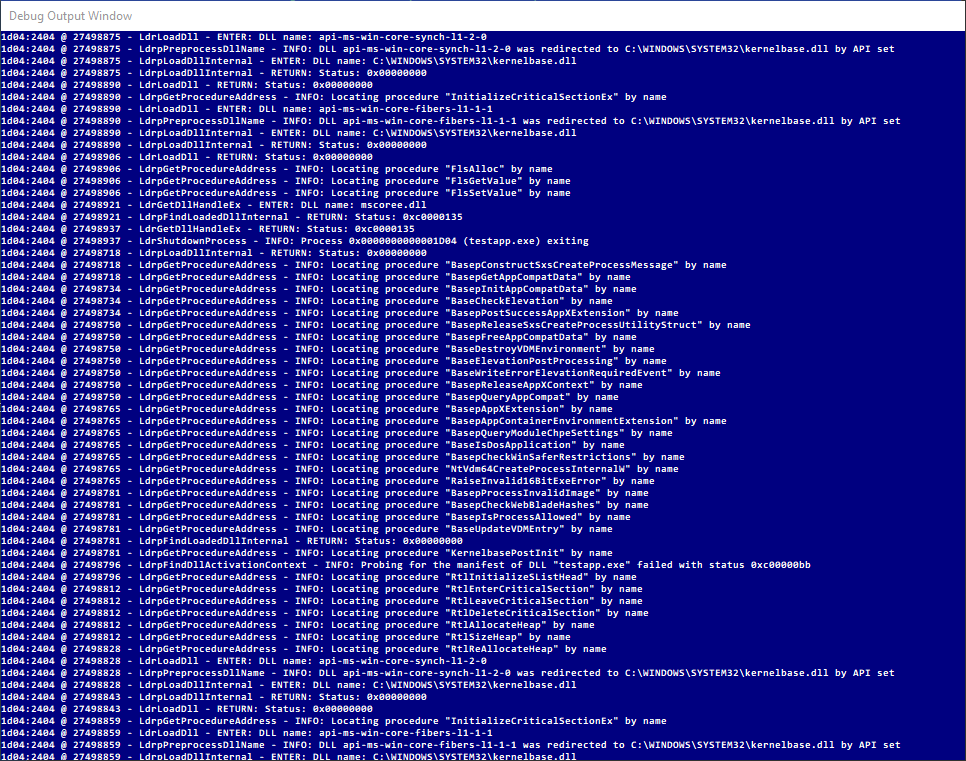 Debug Output Window
1d04:2404 @ 27498875 - LdrLoadDll - ENTER: DLL name: api-ms-win-core-synch-l1-2-0
1d04:2404 @ 27498875 - LdrpPreprocessDllName - INFO: DLL api-ms-win-core-synch-l1-2-0 was redirected to C:\WINDOWS\SYSTEM32\kernelbase.dll by API set
1d04:2404 @ 27498875 - LdrpLoadDllInternal - ENTER: DLL name: C:\WINDOWS\SYSTEM32\kernelbase.dll
1d04:2404 @ 27498875 - LdrpLoadDllInternal - RETURN: Status: 0x00000000
1d04:2404 @ 27498890 - LdrLoadDll - RETURN: Status: 0x00000000
1d04:2404 @ 27498890 - LdrpGetProcedureAddress - INFO: Locating procedure "InitializeCriticalSectionEx" by name
1d04:2404 @ 27498890 - LdrLoadDll - ENTER: DLL name: api-ms-win-core-fibers-l1-1-1
1d04:2404 @ 27498890 - LdrpPreprocessDllName - INFO: DLL api-ms-win-core-fibers-l1-1-1 was redirected to C:\WINDOWS\SYSTEM32\kernelbase.dll by API set
1d04:2404 @ 27498890 - LdrpLoadDllInternal - ENTER: DLL name: C:\WINDOWS\SYSTEM32\kernelbase.dll
1d04:2404 @ 27498890 - LdrpLoadDllInternal - RETURN: Status: 0x00000000
1d04:2404 @ 27498906 - LdrLoadDll - RETURN: Status: 0x00000000
1d04:2404 @ 27498906 - LdrpGetProcedureAddress - INFO: Locating procedure "FlsAlloc" by name
1d04:2404 @ 27498906 - LdrpGetProcedureAddress - INFO: Locating procedure "FlsGetValue" by name
1d04:2404 @ 27498906 - LdrpGetProcedureAddress - INFO: Locating procedure "FlsSetValue" by name
1d04:2404 @ 27498921 - LdrGetDllHandleEx - ENTER: DLL name: mscoree.dll
1d04:2404 @ 27498921 - LdrpFindLoadedDllInternal - RETURN: Status: 0xc0000135
1d04:2404 @ 27498937 - LdrGetDllHandleEx - RETURN: Status: 0xc0000135
1d04:2404 @ 27498937 - LdrShutdownProcess - INFO: Process 0x0000000000001D04 (testapp.exe) exiting
1d04:2404 @ 27498718 - LdrpLoadDllInternal - RETURN: Status: 0x00000000
1d04:2404 @ 27498718 - LdrpGetProcedureAddress - INFO: Locating procedure "BasepConstructSxsCreateProcessMessage" by name
1d04:2404 @ 27498718 - LdrpGetProcedureAddress - INFO: Locating procedure "BasepGetAppCompatData" by name
1d04:2404 @ 27498734 - LdrpGetProcedureAddress - INFO: Locating procedure "BasepInitAppCompatData" by name
1d04:2404 @ 27498734 - LdrpGetProcedureAddress - INFO: Locating procedure "BaseCheckElevation" by name
1d04:2404 @ 27498734 - LdrpGetProcedureAddress - INFO: Locating procedure "BasepPostSuccessAppXExtension" by name
1d04:2404 @ 27498750 - LdrpGetProcedureAddress - INFO: Locating procedure "BasepReleaseSxsCreateProcessUtilityStruct" by name
1d04:2404 @ 27498750 - LdrpGetProcedureAddress - INFO: Locating procedure "BasepFreeAppCompatData" by name
1d04:2404 @ 27498750 - LdrpGetProcedureAddress - INFO: Locating procedure "BaseDestroyVDMEnvironment" by name
1d04:2404 @ 27498750 - LdrpGetProcedureAddress - INFO: Locating procedure "BaseElevationPostProcessing" by name
1d04:2404 @ 27498750 - LdrpGetProcedureAddress - INFO: Locating procedure "BaseWriteErrorElevationRequiredEvent" by name
1d04:2404 @ 27498750 - LdrpGetProcedureAddress - INFO: Locating procedure "BasepReleaseAppXContext" by name
1d04:2404 @ 27498750 - LdrpGetProcedureAddress - INFO: Locating procedure "BasepQueryAppCompat" by name
1d04:2404 @ 27498765 - LdrpGetProcedureAddress - INFO: Locating procedure "BasepAppXExtension" by name
1d04:2404 @ 27498765 - LdrpGetProcedureAddress - INFO: Locating procedure "BasepAppContainerEnvironmentExtension" by name
1d04:2404 @ 27498765 - LdrpGetProcedureAddress - INFO: Locating procedure "BasepQueryModuleChpeSettings" by name
1d04:2404 @ 27498765 - LdrpGetProcedureAddress - INFO: Locating procedure "BaseIsDosApplication" by name
1d04:2404 @ 27498765 - LdrpGetProcedureAddress - INFO: Locating procedure "BasepCheckWinSaferRestrictions" by name
1d04:2404 @ 27498765 - LdrpGetProcedureAddress - INFO: Locating procedure "NtVdm64CreateProcessInternalW" by name
1d04:2404 @ 27498765 - LdrpGetProcedureAddress - INFO: Locating procedure "RaiseInvalid16BitExeError" by name
1d04:2404 @ 27498781 - LdrpGetProcedureAddress - INFO: Locating procedure "BasepProcessInvalidImage" by name
1d04:2404 @ 27498781 - LdrpGetProcedureAddress - INFO: Locating procedure "BasepCheckWebBladeHashes" by name
1d04:2404 @ 27498781 - LdrpGetProcedureAddress - INFO: Locating procedure "BasepIsProcessAllowed" by name
1d04:2404 @ 27498781 - LdrpGetProcedureAddress - INFO: Locating procedure "BaseUpdateVDMEntry" by name
1d04:2404 @ 27498781 - LdrpFindLoadedDllInternal - RETURN: Status: 0x00000000
1d04:2404 @ 27498781 - LdrpGetProcedureAddress - INFO: Locating procedure "KernelbasePostInit" by name
1d04:2404 @ 27498796 - LdrpFindDllActivationContext - INFO: Probing for the manifest of DLL "testapp.exe" failed with status 0xc00000bb
1d04:2404 @ 27498796 - LdrpGetProcedureAddress - INFO: Locating procedure "RtlInitializeSListHead" by name
1d04:2404 @ 27498812 - LdrpGetProcedureAddress - INFO: Locating procedure "RtlEnterCriticalSection" by name
1d04:2404 @ 27498812 - LdrpGetProcedureAddress - INFO: Locating procedure "RtlLeaveCriticalSection" by name
1d04:2404 @ 27498812 - LdrpGetProcedureAddress - INFO: Locating procedure "RtlDeleteCriticalSection" by name
1d04:2404 @ 27498812 - LdrpGetProcedureAddress - INFO: Locating procedure "RtlAllocateHeap" by name
1d04:2404 @ 27498812 - LdrpGetProcedureAddress - INFO: Locating procedure "RtlSizeHeap" by name
1d04:2404 @ 27498828 - LdrpGetProcedureAddress - INFO: Locating procedure "RtlReAllocateHeap" by name
1d04:2404 @ 27498828 - LdrLoadDll - ENTER: DLL name: api-ms-win-core-synch-l1-2-0
1d04:2404 @ 27498828 - LdrpPreprocessDllName - INFO: DLL api-ms-win-core-synch-l1-2-0 was redirected to C:\WINDOWS\SYSTEM32\kernelbase.dll by API set
1d04:2404 @ 27498828 - LdrpLoadDllInternal - ENTER: DLL name: C:\WINDOWS\SYSTEM32\kernelbase.dll
1d04:2404 @ 27498843 - LdrpLoadDllInternal - RETURN: Status: 0x00000000
1d04:2404 @ 27498843 - LdrLoadDll - RETURN: Status: 0x00000000
1d04:2404 @ 27498859 - LdrpGetProcedureAddress - INFO: Locating procedure "InitializeCriticalSectionEx" by name
1d04:2404 @ 27498859 - LdrLoadDll - ENTER: DLL name: api-ms-win-core-fibers-l1-1-1
1d04:2404 @ 27498859 - LdrpPreprocessDllName - INFO: DLL api-ms-win-core-fibers-l1-1-1 was redirected to C:\WINDOWS\SYSTEM32\kernelbase.dll by API set
1d04:2404 @ 27498859 - LdrpLoadDllInternal - ENTER: DLL name: C:\WINDOWS\SYSTEM32\kernelbase.dll